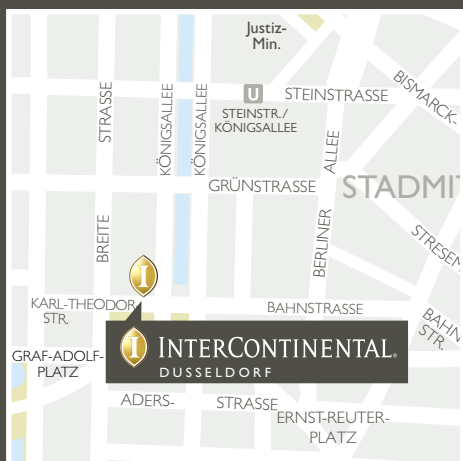 Justiz-
Min.
BISMARCK-
U
STEINSTRASSE
STEINSTR./
KÖNIGSALLEE
STRASSE
KÖNIGSALLEE
KÖNIGSALLEE
ALLEE
GRÜNSTRASSE
STADMIT
BREITE
BERLINER
STRESEM
I
KARL-THEODOR-
STR.
BAHNSTRASSE
BAHN
STR.
GRAF-ADOLF-
PLATZ
I INTERCONTINENTAL®
DUSSELDORF
ADERS-
STRASSE
ERNST-REUTER-
PLATZ